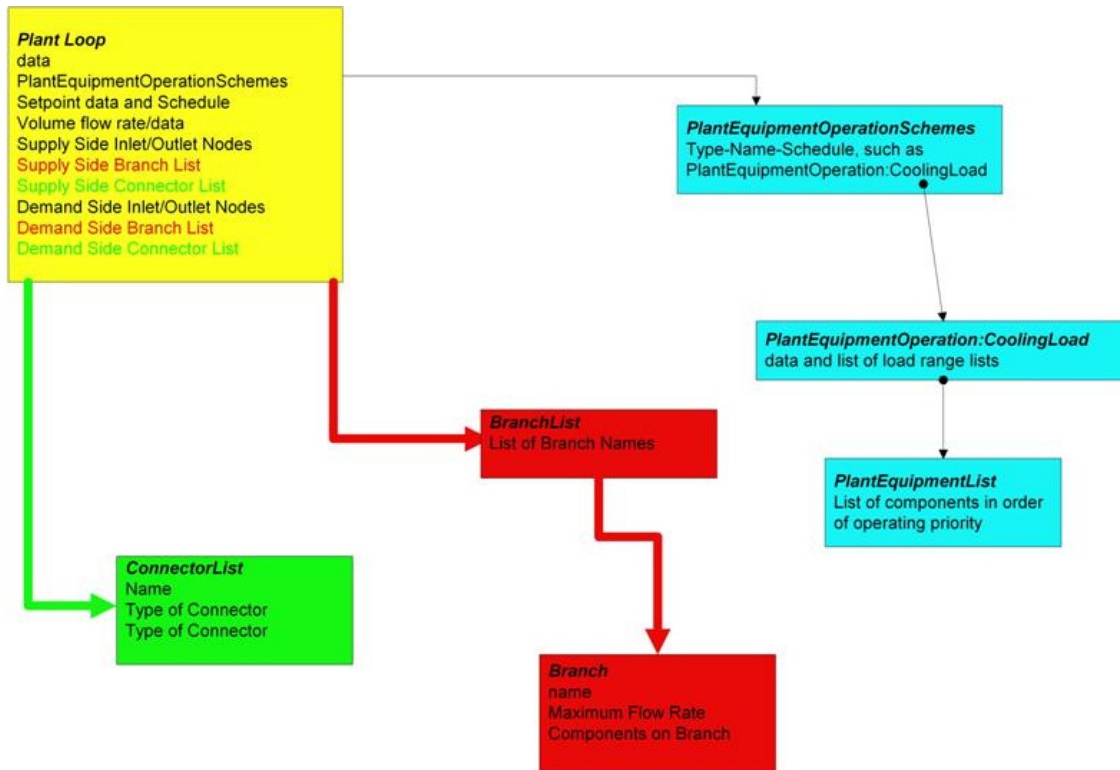 Plant Loop
data
PlantEquipmentOperationSchemes
Setpoint data and Schedule
Volume flow rate/data
Supply Side Inlet/Outlet Nodes
Supply Side Branch List
Supply Side Connector List
Demand Side Inlet/Outlet Nodes
Demand Side Branch List
Demand Side Connector List
PlantEquipmentOperationSchemes
Type-Name-Schedule, such as
PlantEquipmentOperation:CoolingLoad
PlantEquipmentOperation:CoolingLoad
data and list of load range lists
BranchList
List of Branch Names
PlantEquipmentList
List of components in order
of operating priority
ConnectorList
Name
Type of Connector
Type of Connector
Branch
name
Maximum Flow Rate
Components on Branch